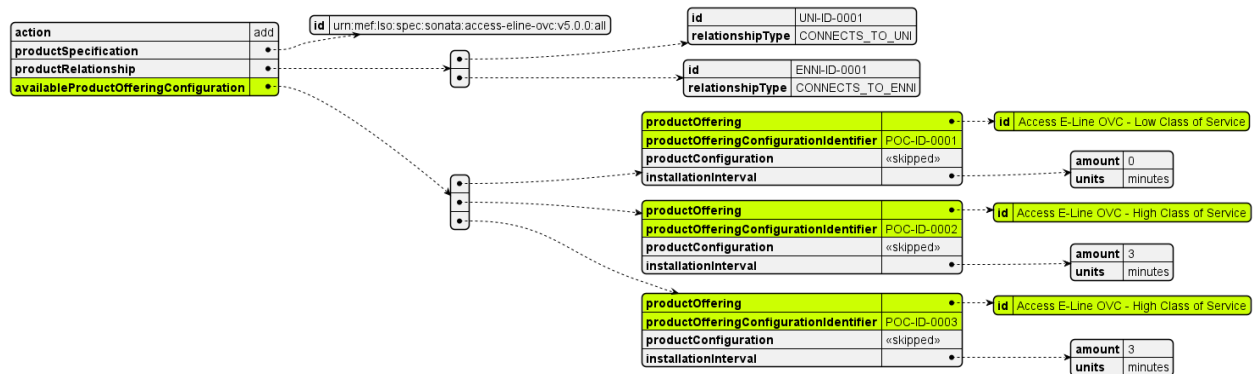 action add
productSpecification
productRelationship
availableProductOfferingConfiguration
id urn:mef:lso:spec:sonata:access-eline-ovc:v5.0.0:all
id UNI-ID-0001
relationshipType CONNECTS_TO_UNI
id ENNI-ID-0001
relationshipType CONNECTS_TO_ENNI
productOffering
productOfferingConfigurationIdentifier POC-ID-0001
productConfiguration «skipped»
installationInterval
id Access E-Line OVC - Low Class of Service
amount 0
units minutes
productOffering
productOfferingConfigurationIdentifier POC-ID-0002
productConfiguration «skipped»
installationInterval
id Access E-Line OVC - High Class of Service
amount 3
units minutes
productOffering
productOfferingConfigurationIdentifier POC-ID-0003
productConfiguration «skipped»
installationInterval
id Access E-Line OVC - High Class of Service
amount 3
units minutes